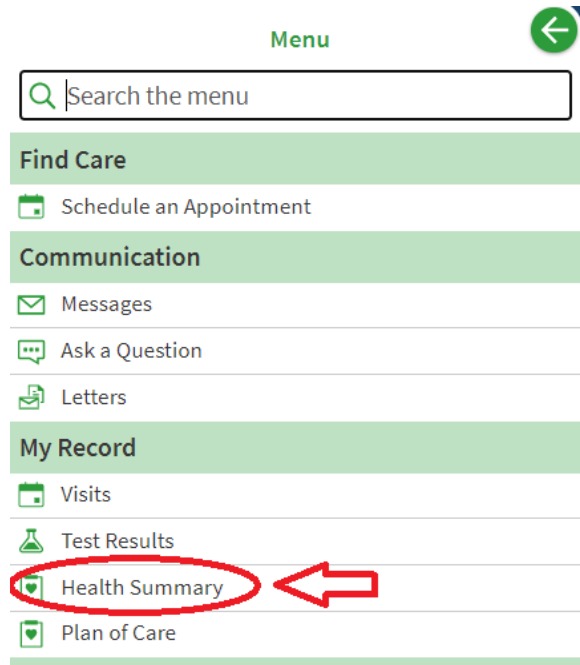 Menu
Search the menu
Find Care
Schedule an Appointment
Communication
Messages
Ask a Question
Letters
My Record
Visits
Test Results
Health Summary
Plan of Care